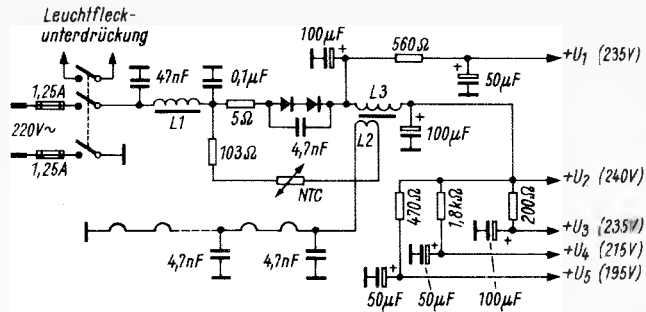 Leuchtfleck-
unterdrückung
1,25A
220V~
1,25A
47nF
L1
0,1µF
5Ω
4,7nF
103Ω
NTC
100µF
560Ω
50µF
+U1 (235V)
L3
L2
100µF
+U2 (240V)
470Ω
1,8kΩ
200Ω
+U3 (235V)
+U4 (215V)
+U5 (195V)
4,7nF
4,7nF
50µF
50µF
100µF